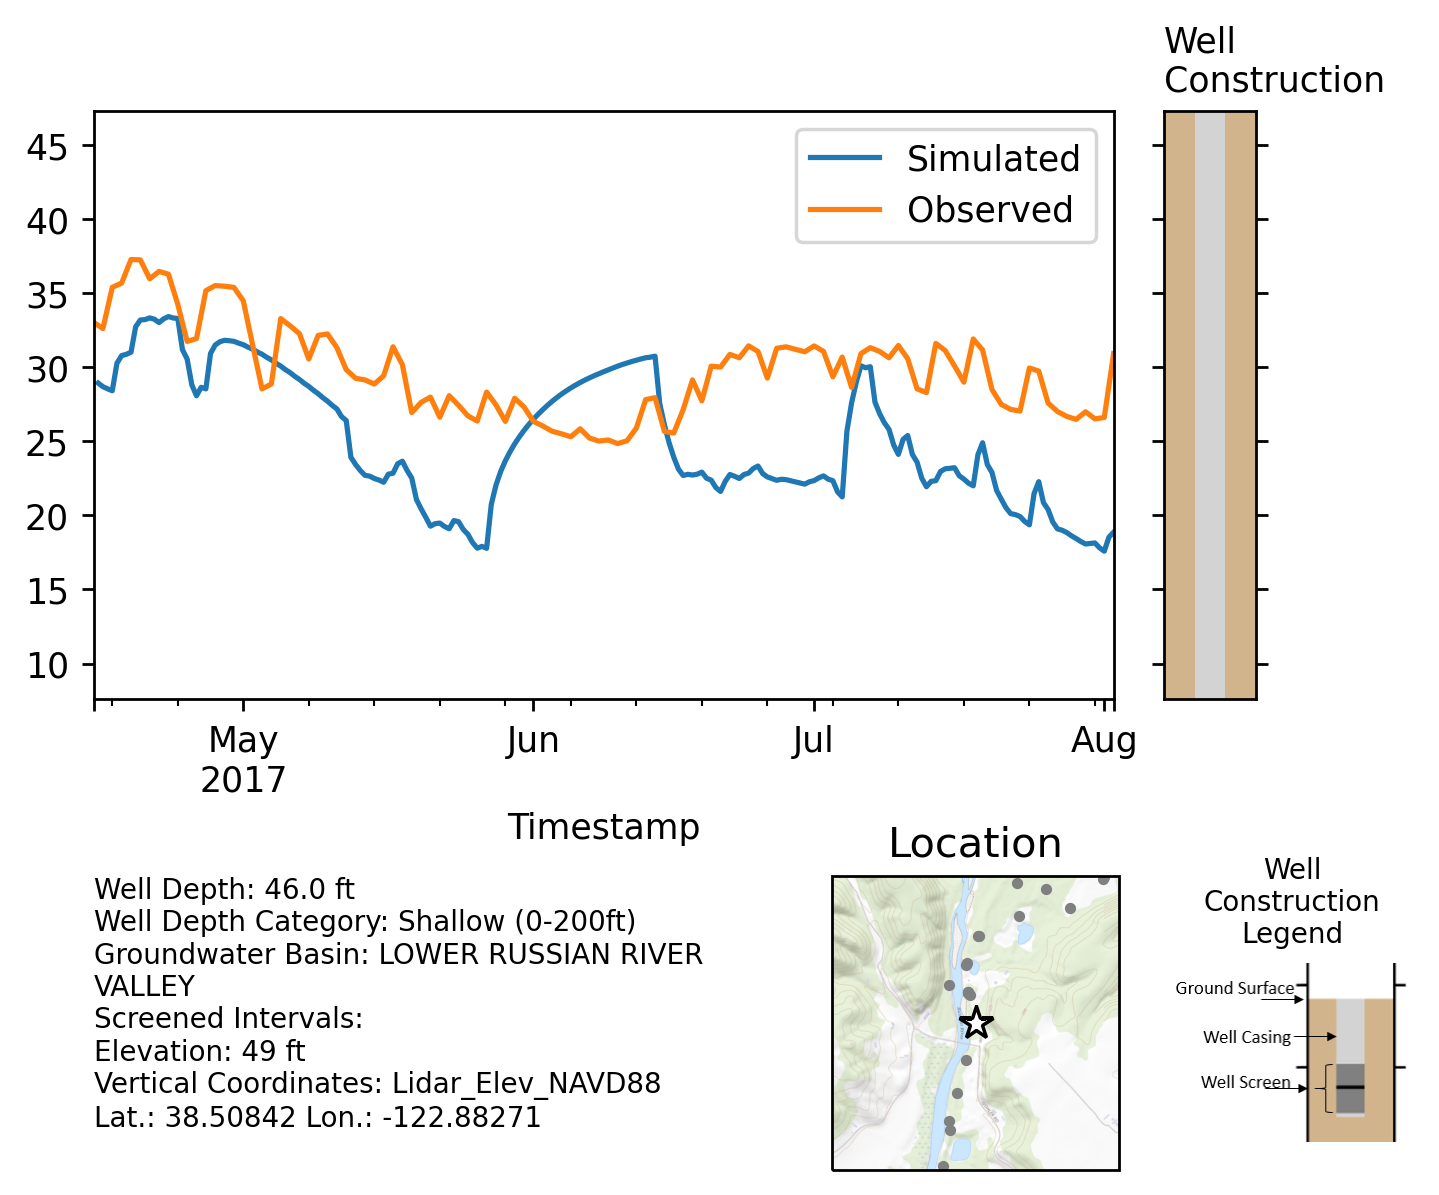 Well
Construction
Simulated
Observed
45
40
35
30
25
20
15
10
May
2017
Jun
Jul
Aug
Timestamp
Well Depth: 46.0 ft
Well Depth Category: Shallow (0-200ft)
Groundwater Basin: LOWER RUSSIAN RIVER
VALLEY
Screened Intervals:
Elevation: 49 ft
Vertical Coordinates: Lidar_Elev_NAVD88
Lat.: 38.50842 Lon.: -122.88271
Location
Well
Construction
Legend
Ground Surface
Well Casing
Well Screen